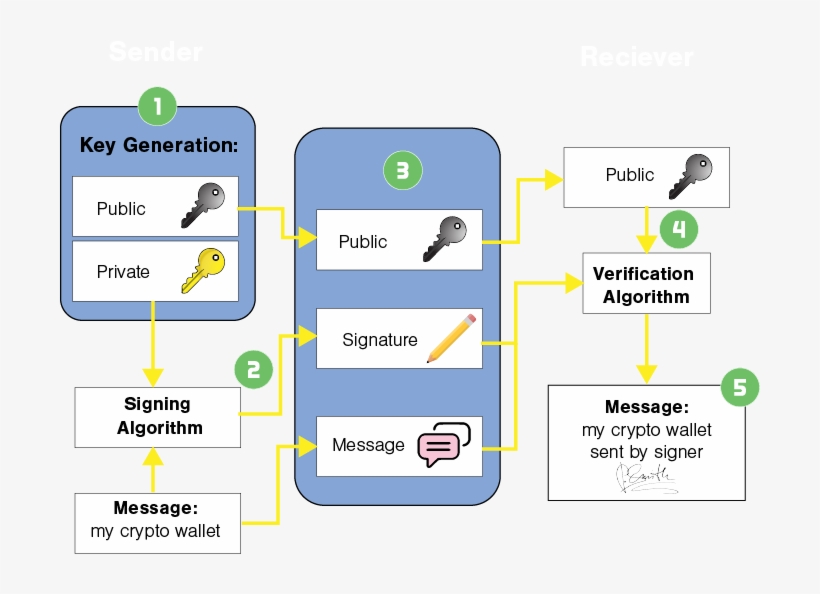 Sender
Reciever
1
Key Generation:
Public
Private
2
Signing
Algorithm
Message:
my crypto wallet
3
Public
Signature
Message
Public
4
Verification
Algorithm
5
Message:
my crypto wallet
sent by signer